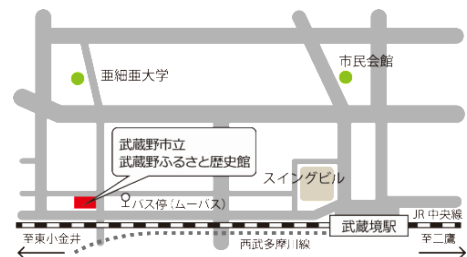 亜細亜大学
市民会館
武蔵野市立
武蔵野ふるさと歴史館
スイングビル
バス停(ムーバス)
武蔵境駅
JR 中央線
至東小金井
西武多摩川線
至二鷹